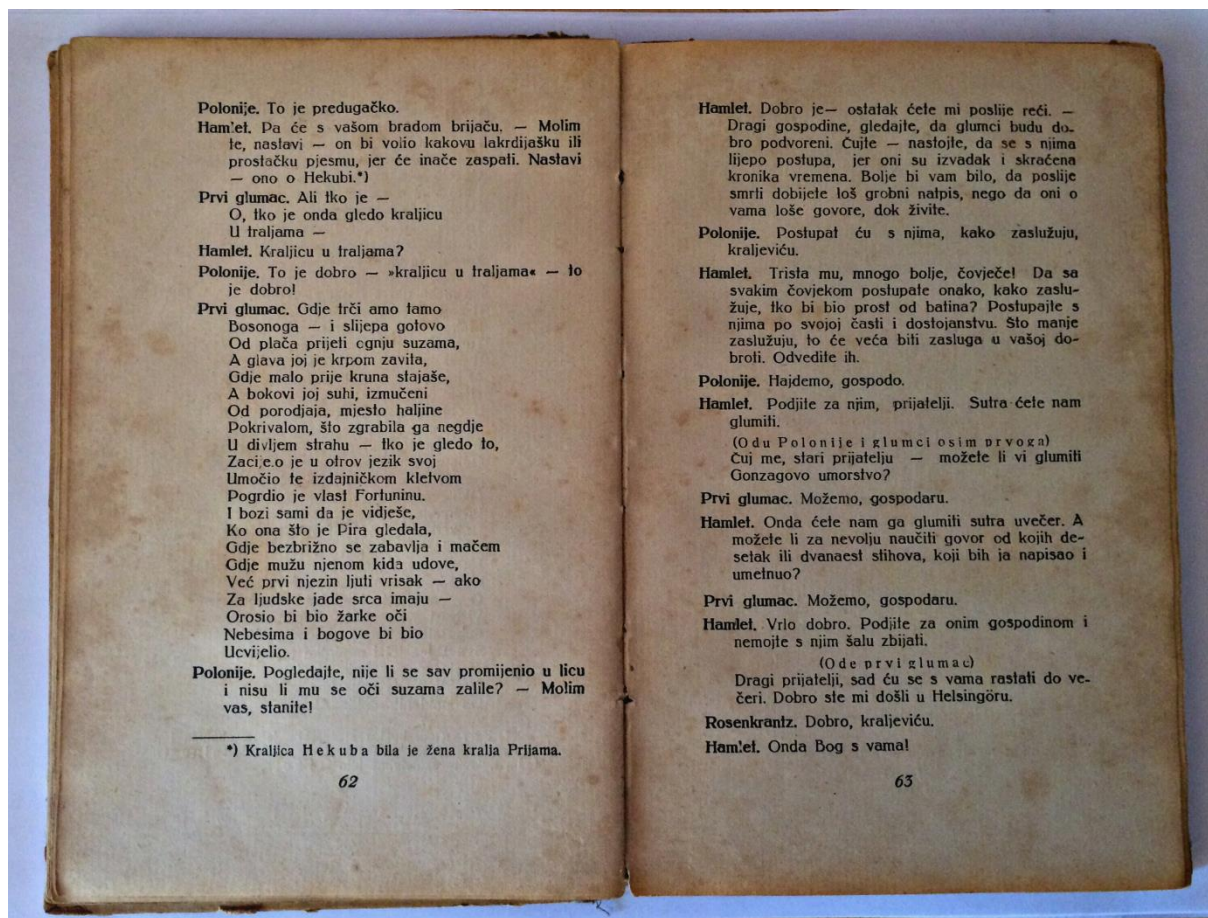 Polonije. To je predugačko.
Hamlet. Pa će s vašom bradom brijaču. — Molim
te, nastavi — on bi volio kakovu lakrdijašku ili
prostačku pjesmu, jer će inače zaspati. Nastavi
— ono o Hekubi.*)
Prvi glumac. Ali tko je —
O, tko je onda gledo kraljicu
U traljama —
Hamlet. Kraljicu u traljama?
Polonije. To je dobro — »kraljicu u traljama« — to
je dobro!
Prvi glumac. Gdje trči amo tamo
Bosonoga — i slijepa gotovo
Od plača prijeti ognju suzama,
A glava joj je krpom zavita,
Gdje malo prije kruna stajaše,
A bokovi joj suhi, izmučeni
Od porodjaja, mjesto haljine
Pokrivalom, što zgrabila ga negdje
U divljem strahu — tko je gledo to,
Zacijelo je u otrov jezik svoj
Umočio te izdajničkom kletvom
Pogrdio je vlast Fortuninu.
I bozi sami da je vidješe,
Ko ona što je Pira gledala,
Gdje bezbrižno se zabavlja i mačem
Gdje mužu njenom kida udove,
Već prvi njezin ljuti vrisak — ako
Za ljudske jade srca imaju —
Orosio bi bio žarke oči
Nebesima i bogove bi bio
Ucvijelio.
Polonije. Pogledajte, nije li se sav promijenio u licu
i nisu li mu se oči suzama zalile? — Molim
vas, stanite!
*) Kraljica Hekuba bila je žena kralja Prijama.
62
Hamlet. Dobro je— ostatak ćete mi poslije reći. —
Dragi gospodine, gledajte, da glumci budu do-
bro podvoreni. Čujte — nastojte, da se s njima
lijepo postupa, jer oni su izvadak i skraćena
kronika vremena. Bolje bi vam bilo, da poslije
smrti dobijete loš grobni natpis, nego da oni o
vama loše govore, dok živite.
Polonije. Postupat ću s njima, kako zaslužuju,
kraljeviću.
Hamlet. Trista mu, mnogo bolje, čovječe! Da sa
svakim čovjekom postupate onako, kako zaslu-
žuje, tko bi bio prost od batina? Postupajte s
njima po svojoj časti i dostojanstvu. Što manje
zaslužuju, to će veća biti zasluga u vašoj do-
broti. Odvedite ih.
Polonije. Hajdemo, gospodo.
Hamlet. Podjite za njim, prijatelji. Sutra ćete nam
glumiti.
(Odu Polonije i glumci osim prvoga)
Čuj me, stari prijatelju — možete li vi glumiti
Gonzagovo umorstvo?
Prvi glumac. Možemo, gospodaru.
Hamlet. Onda ćete nam ga glumiti sutra uvečer. A
možete li za nevolju naučiti govor od kojih de-
setak ili dvanaest stihova, koji bih ja napisao i
umetnuo?
Prvi glumac. Možemo, gospodaru.
Hamlet. Vrlo dobro. Podjite za onim gospodinom i
nemojte s njim šalu zbijati.
(Ode prvi glumac)
Dragi prijatelji, sad ću se s vama rastati do ve-
čeri. Dobro ste mi došli u Helsingöru.
Rosenkrantz. Dobro, kraljeviću.
Hamlet. Onda Bog s vama!
63